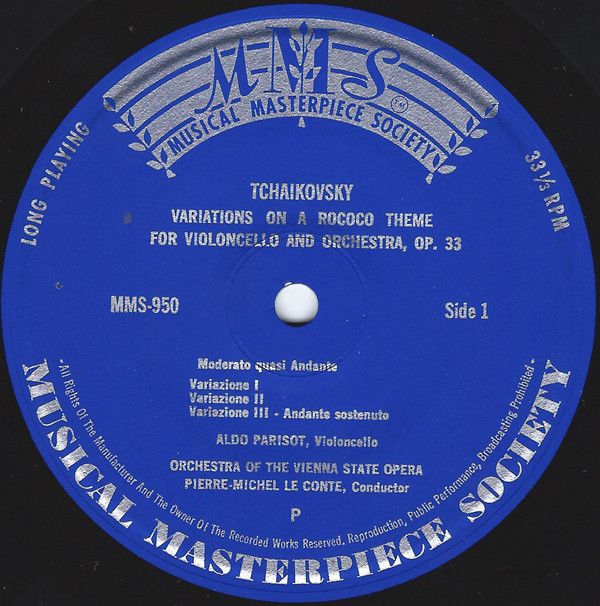 MMS
MUSICAL MASTERPIECE SOCIETY
TM
LONG PLAYING
33 1/3 RPM
TCHAIKOVSKY
VARIATIONS ON A ROCOCO THEME
FOR VIOLONCELLO AND ORCHESTRA, OP. 33
MMS-950
Side 1
Moderato quasi Andante
Variazione I
Variazione II
Variazione III - Andante sostenuto
ALDO PARISOT, Violoncello
ORCHESTRA OF THE VIENNA STATE OPERA
PIERRE-MICHEL LE CONTE, Conductor
P
- All Rights Of The Manufacturer And The Owner Of The Recorded Works Reserved. Reproduction, Public Performance, Broadcasting Prohibited -
MUSICAL MASTERPIECE SOCIETY